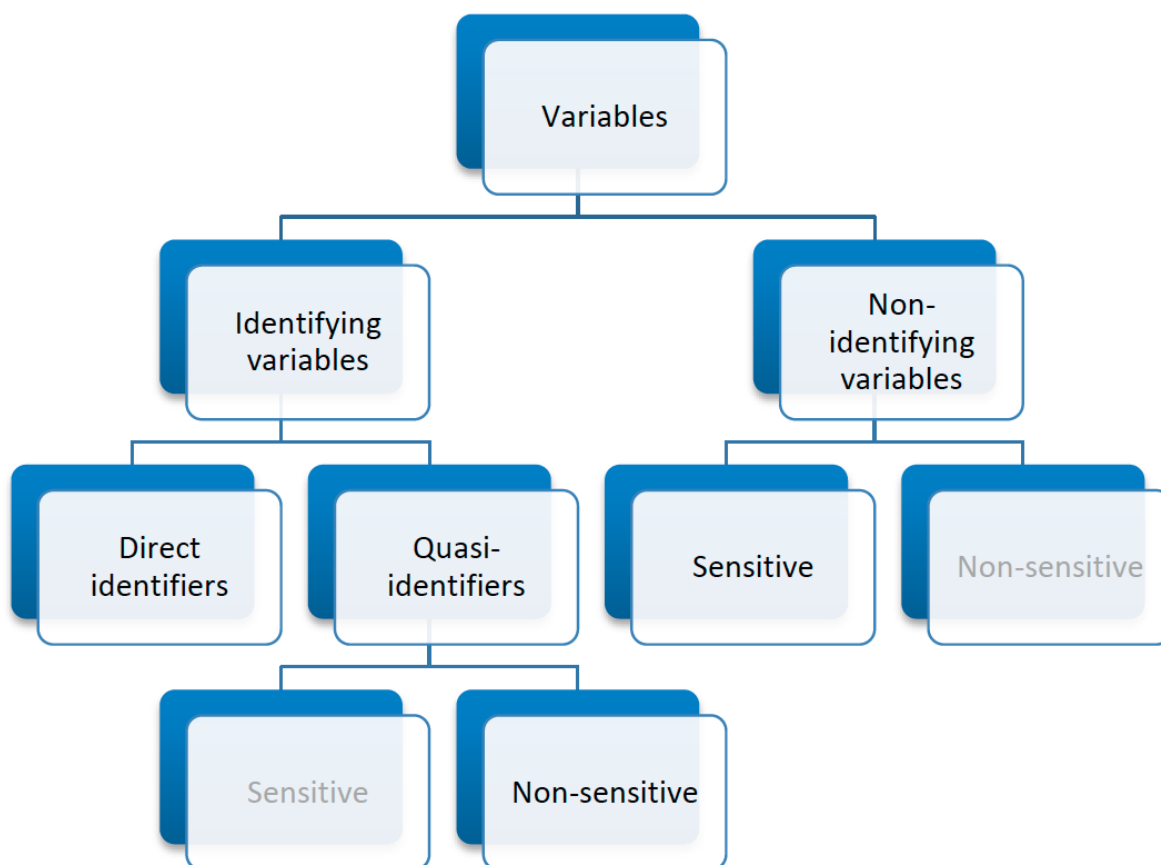 Variables
Identifying
variables
Non-
identifying
variables
Direct
identifiers
Quasi-
identifiers
Sensitive
Non-sensitive
Sensitive
Non-sensitive